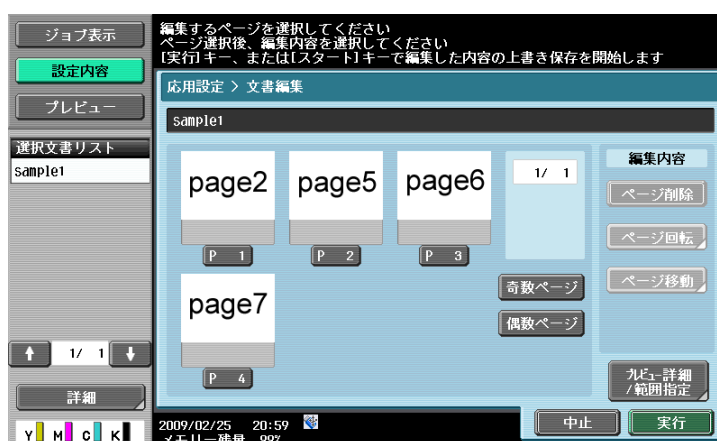 ジョブ表示
設定内容
プレビュー
選択文書リスト
sample1
1/ 1
詳細
Y M C K
編集するページを選択してください
ページ選択後、編集内容を選択してください
[実行]キー、または[スタート]キーで編集した内容の上書き保存を開始します
応用設定 > 文書編集
sample1
page2 page5 page6
P 1 P 2 P 3
page7
P 4
1/ 1
奇数ページ
偶数ページ
編集内容
ページ削除
ページ回転
ページ移動
プレビュー詳細
/範囲指定
2009/02/25 20:59
メモリー残量 99%
中止
実行